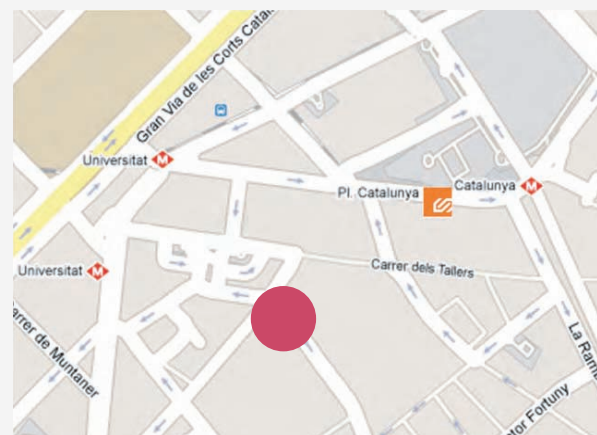 Gran Via de les Corts Catal
Universitat M
Pl. Catalunya
Catalunya M
Universitat M
Carrer dels Tallers
arrer de Muntaner
La Ram
tor Fortuny